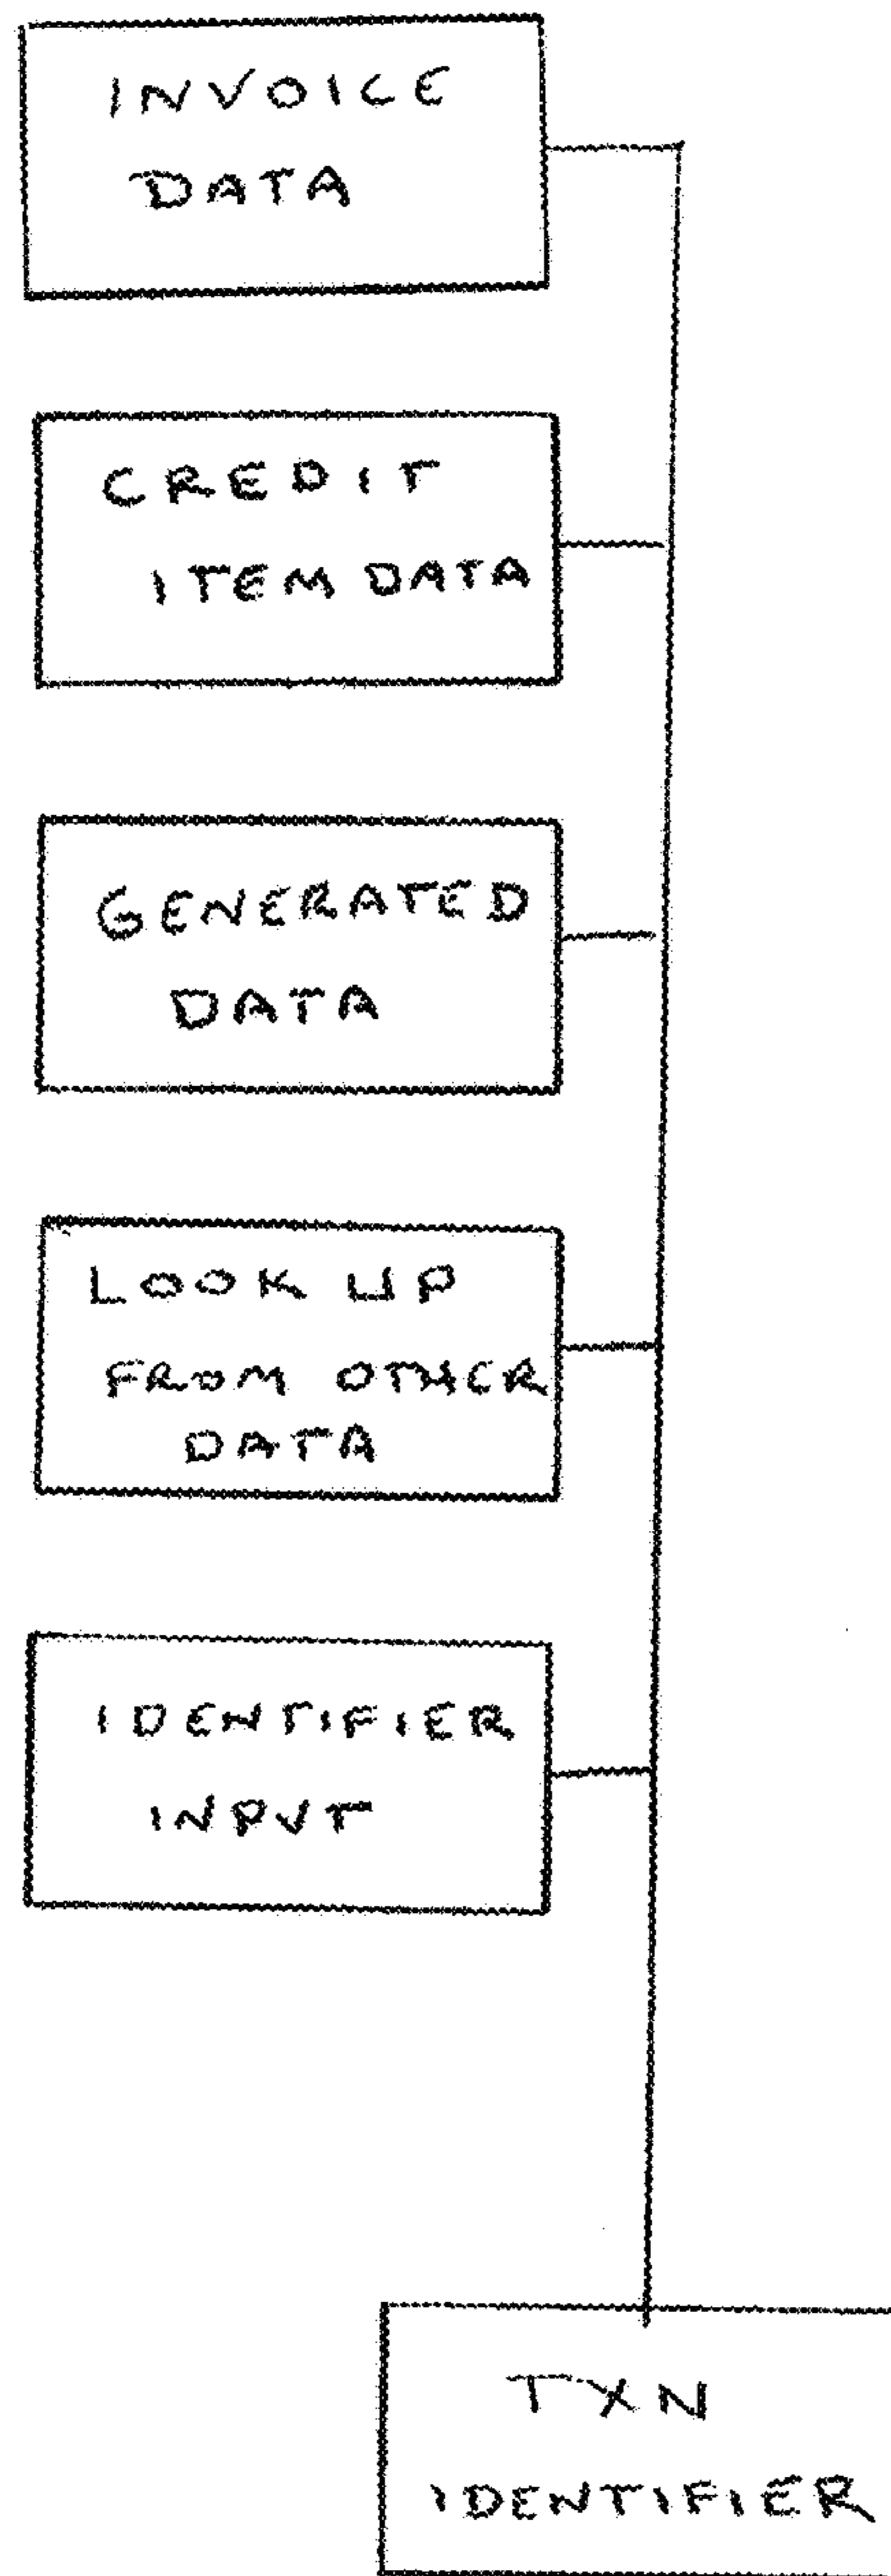 INVOICE
DATA
CREDIT
ITEM DATA
GENERATED
DATA
LOOK UP
FROM OTHER
DATA
IDENTIFIER
INPUT
TXN
IDENTIFIER